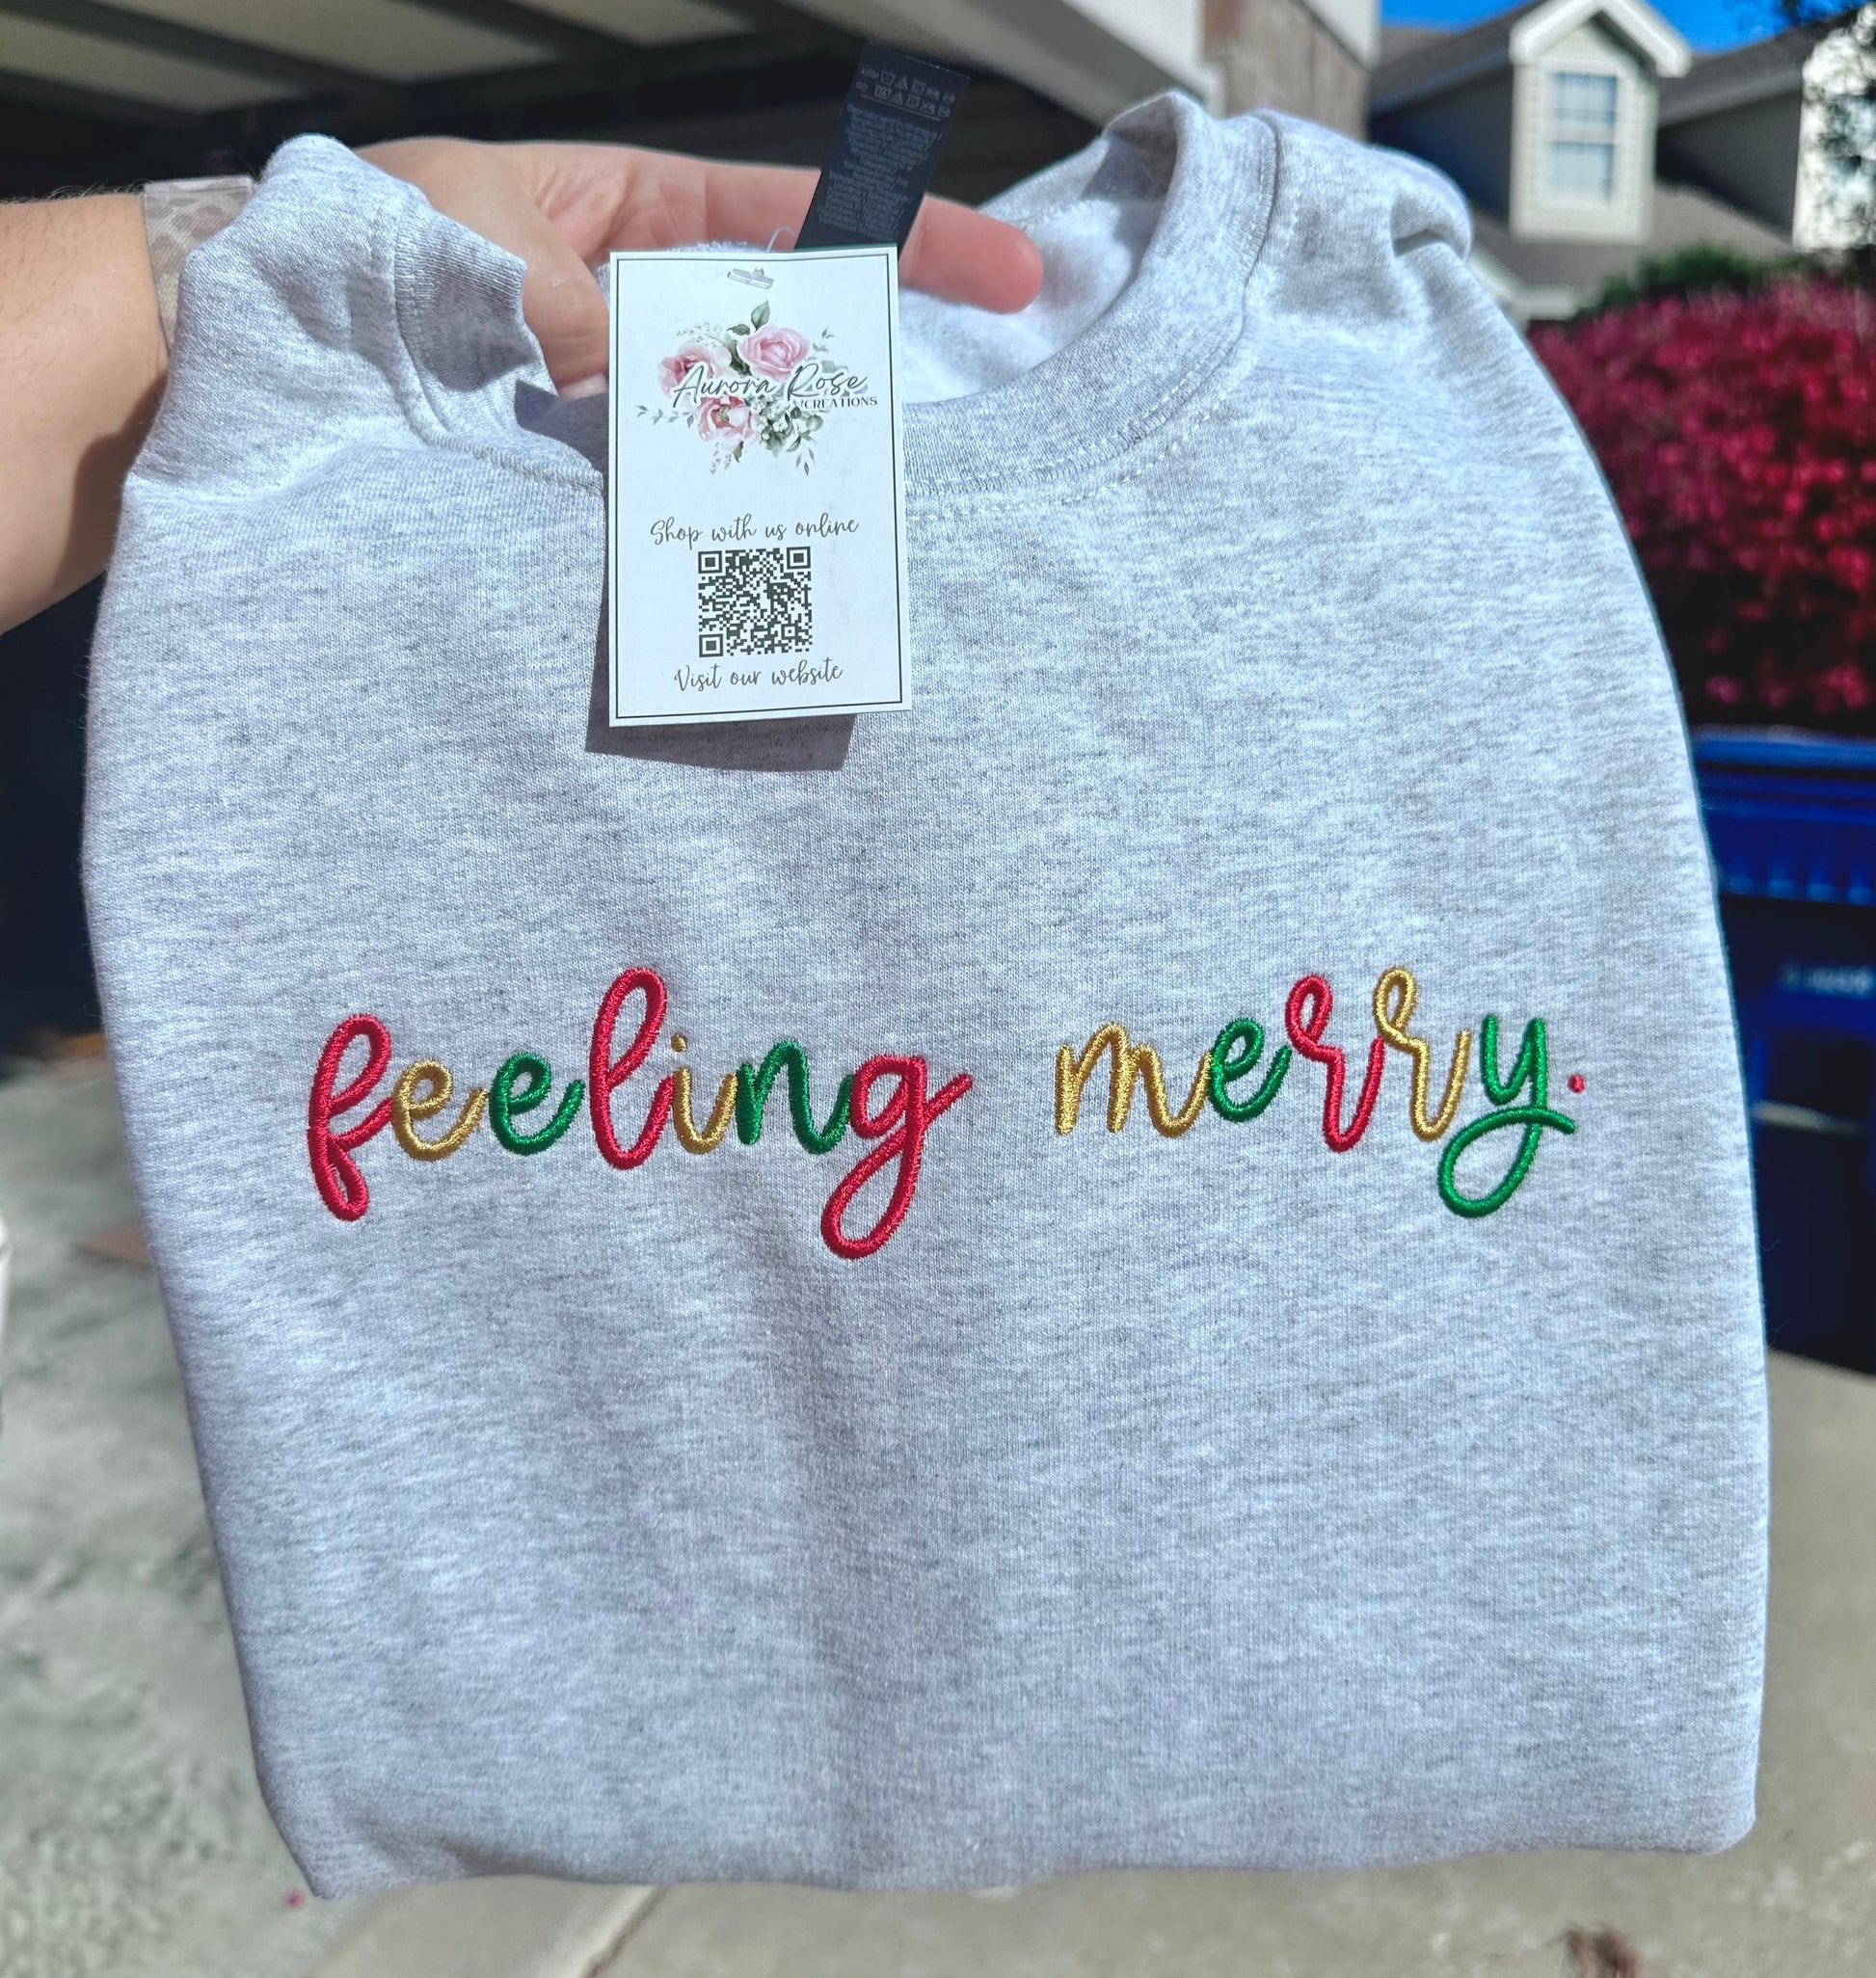 Aurora Rose
CREATIONS
Shop with us online
Visit our website
feeling merry.